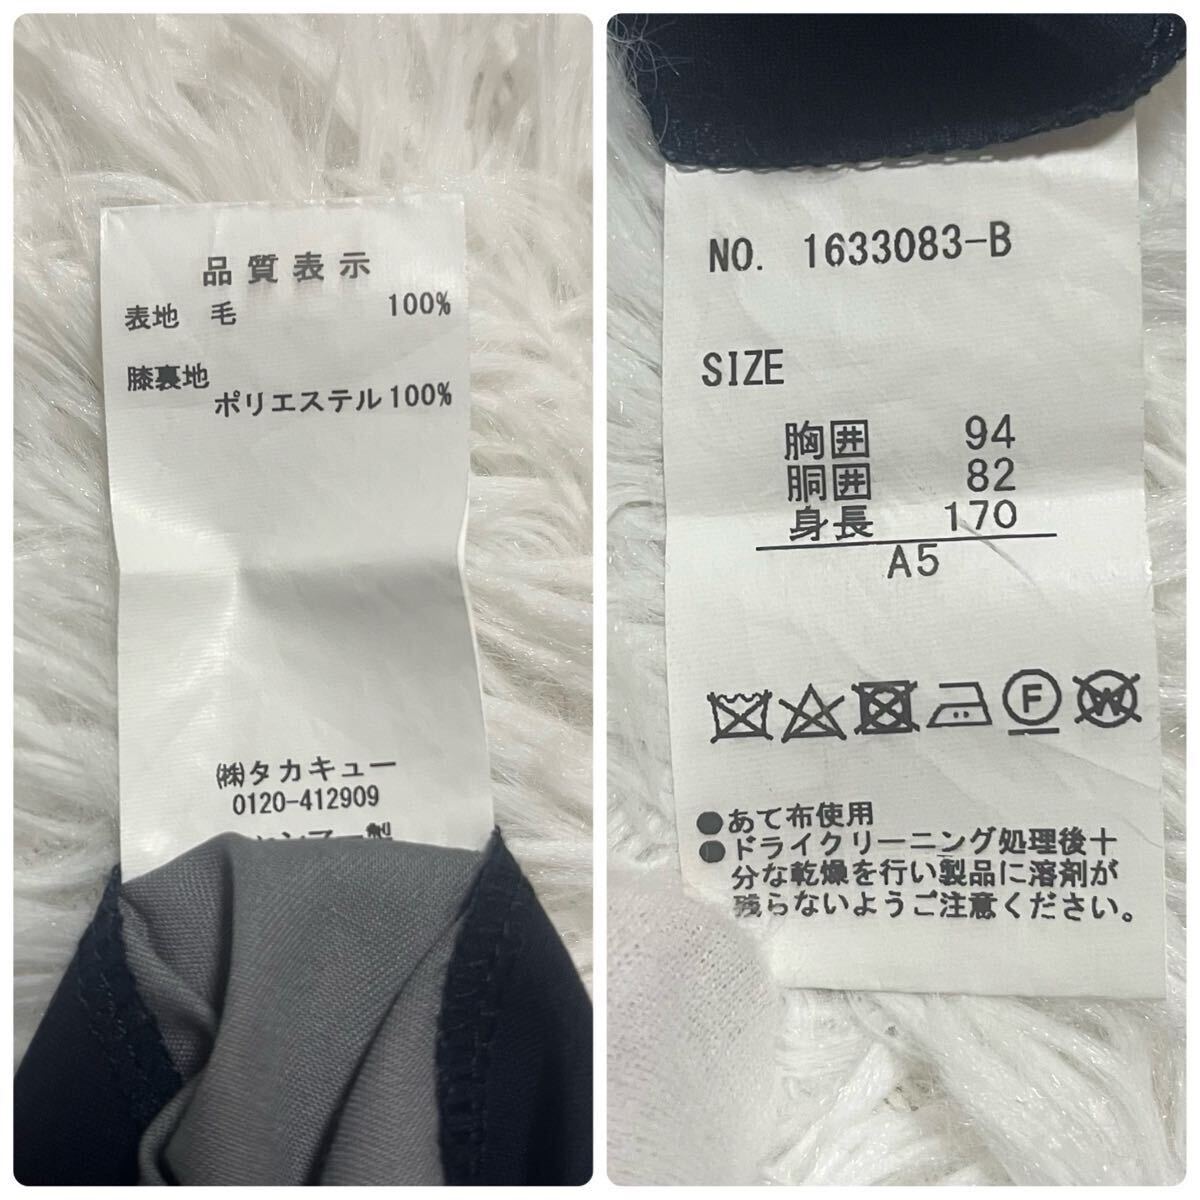 品質表示
表地 毛 100%
膝裏地
ポリエステル100%
㈱タカキュー
0120-412909
NO. 1633083-B
SIZE
胸囲 94
胴囲 82
身長 170
A5
F
W
●あて布使用
●ドライクリーニング処理後十
分な乾燥を行い製品に溶剤が
残らないようご注意ください。